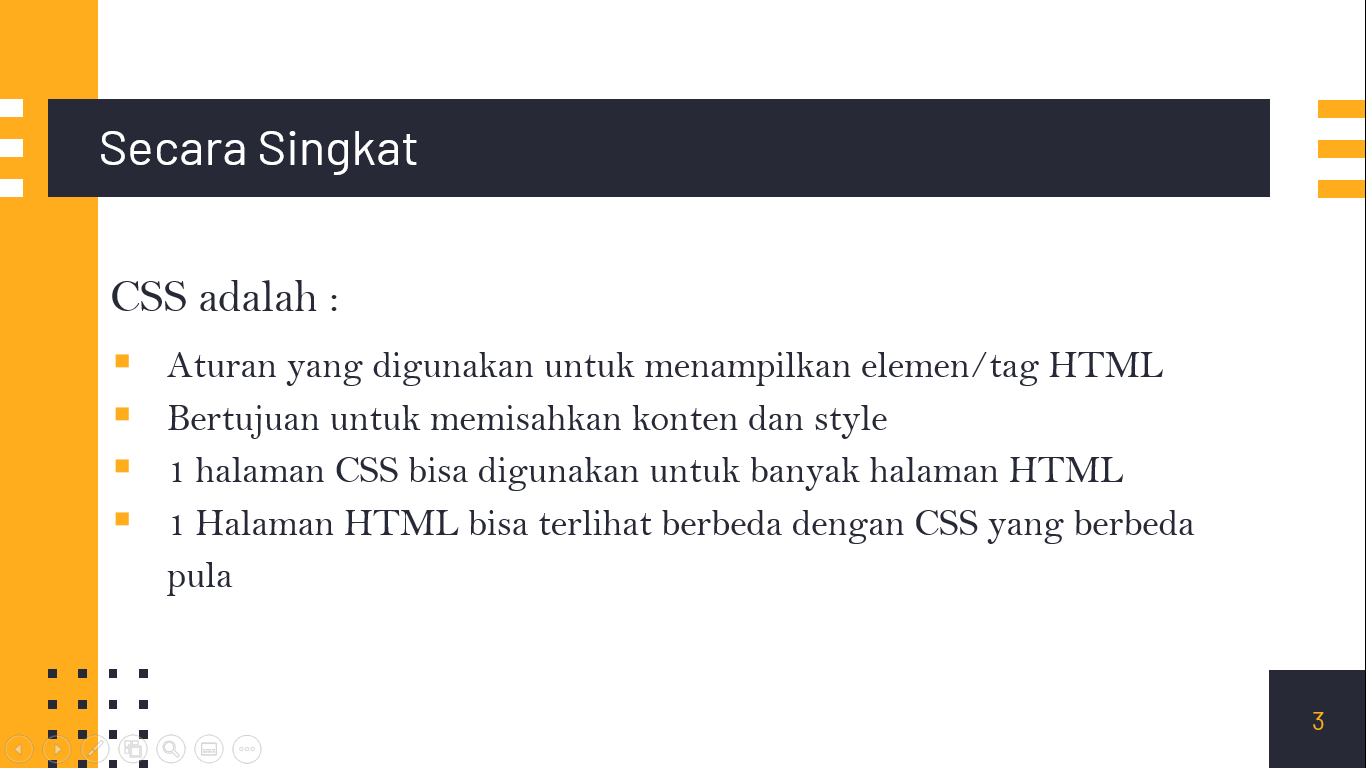 Secara Singkat
CSS adalah :
Aturan yang digunakan untuk menampilkan elemen/tag HTML
Bertujuan untuk memisahkan konten dan style
1 halaman CSS bisa digunakan untuk banyak halaman HTML
1 Halaman HTML bisa terlihat berbeda dengan CSS yang berbeda
pula
3